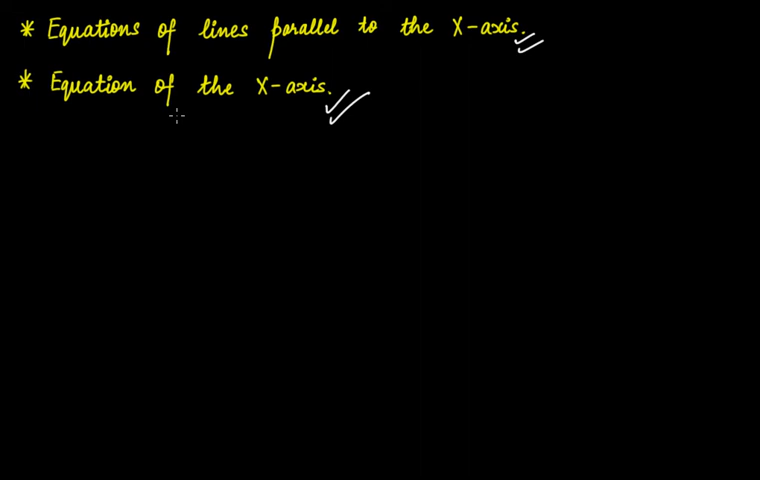 * Equations of lines parallel to the X-axis.
* Equation of the X-axis.